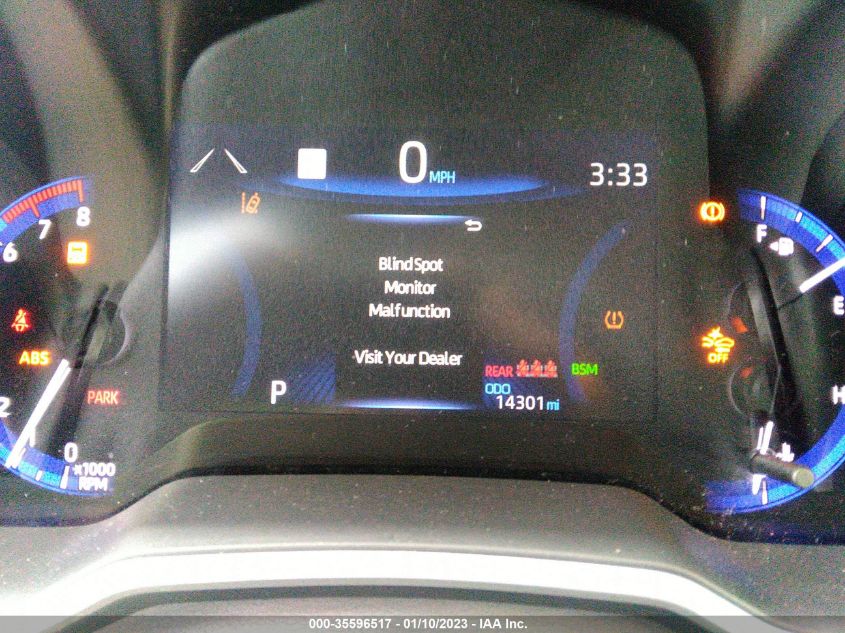 0 MPH
3:33
8
7
6
Blind Spot
Monitor
Malfunction
Visit Your Dealer
F
E
ABS
OFF
REAR
BSM
P
ODO
14301 mi
PARK
H
2
1
0
x1000
RPM
000-35596517 - 01/10/2023 - IAA Inc.